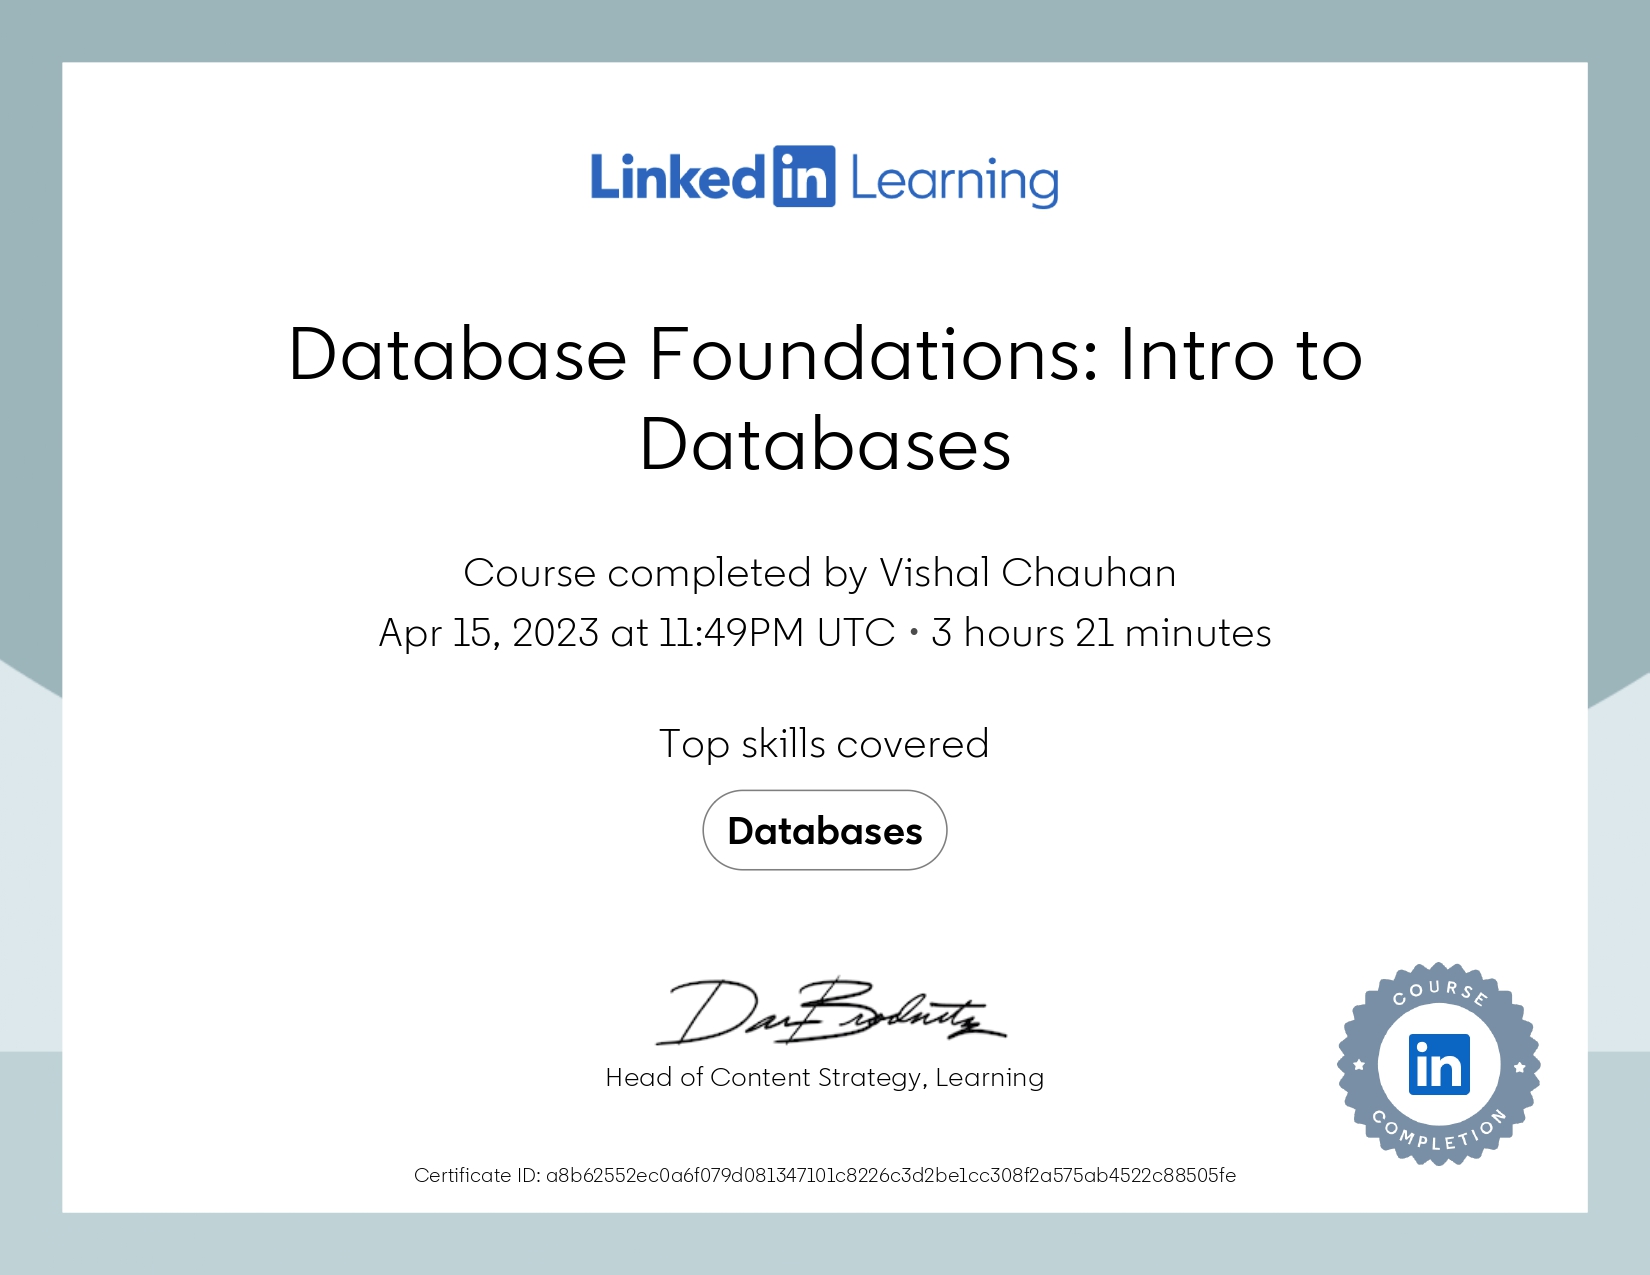 Linked in Learning
Database Foundations: Intro to
Databases
Course completed by Vishal Chauhan
Apr 15, 2023 at 11:49PM UTC • 3 hours 21 minutes
Top skills covered
Databases
Dan Brodnitz
Head of Content Strategy, Learning
COURSE
in
COMPLETION
Certificate ID: a8b62552ec0a6f079d081347101c8226c3d2be1cc308f2a575ab4522c88505fe